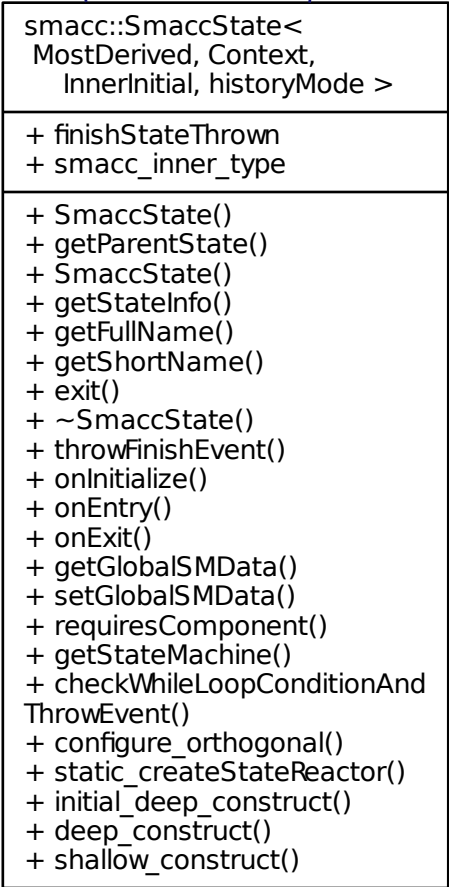 smacc::SmaccState<
MostDerived, Context,
InnerInitial, historyMode >
+ finishStateThrown
+ smacc_inner_type
+ SmaccState()
+ getParentState()
+ SmaccState()
+ getStateInfo()
+ getFullName()
+ getShortName()
+ exit()
+ ~SmaccState()
+ throwFinishEvent()
+ onInitialize()
+ onEntry()
+ onExit()
+ getGlobalSMData()
+ setGlobalSMData()
+ requiresComponent()
+ getStateMachine()
+ checkWhileLoopConditionAnd
ThrowEvent()
+ configure_orthogonal()
+ static_createStateReactor()
+ initial_deep_construct()
+ deep_construct()
+ shallow_construct()